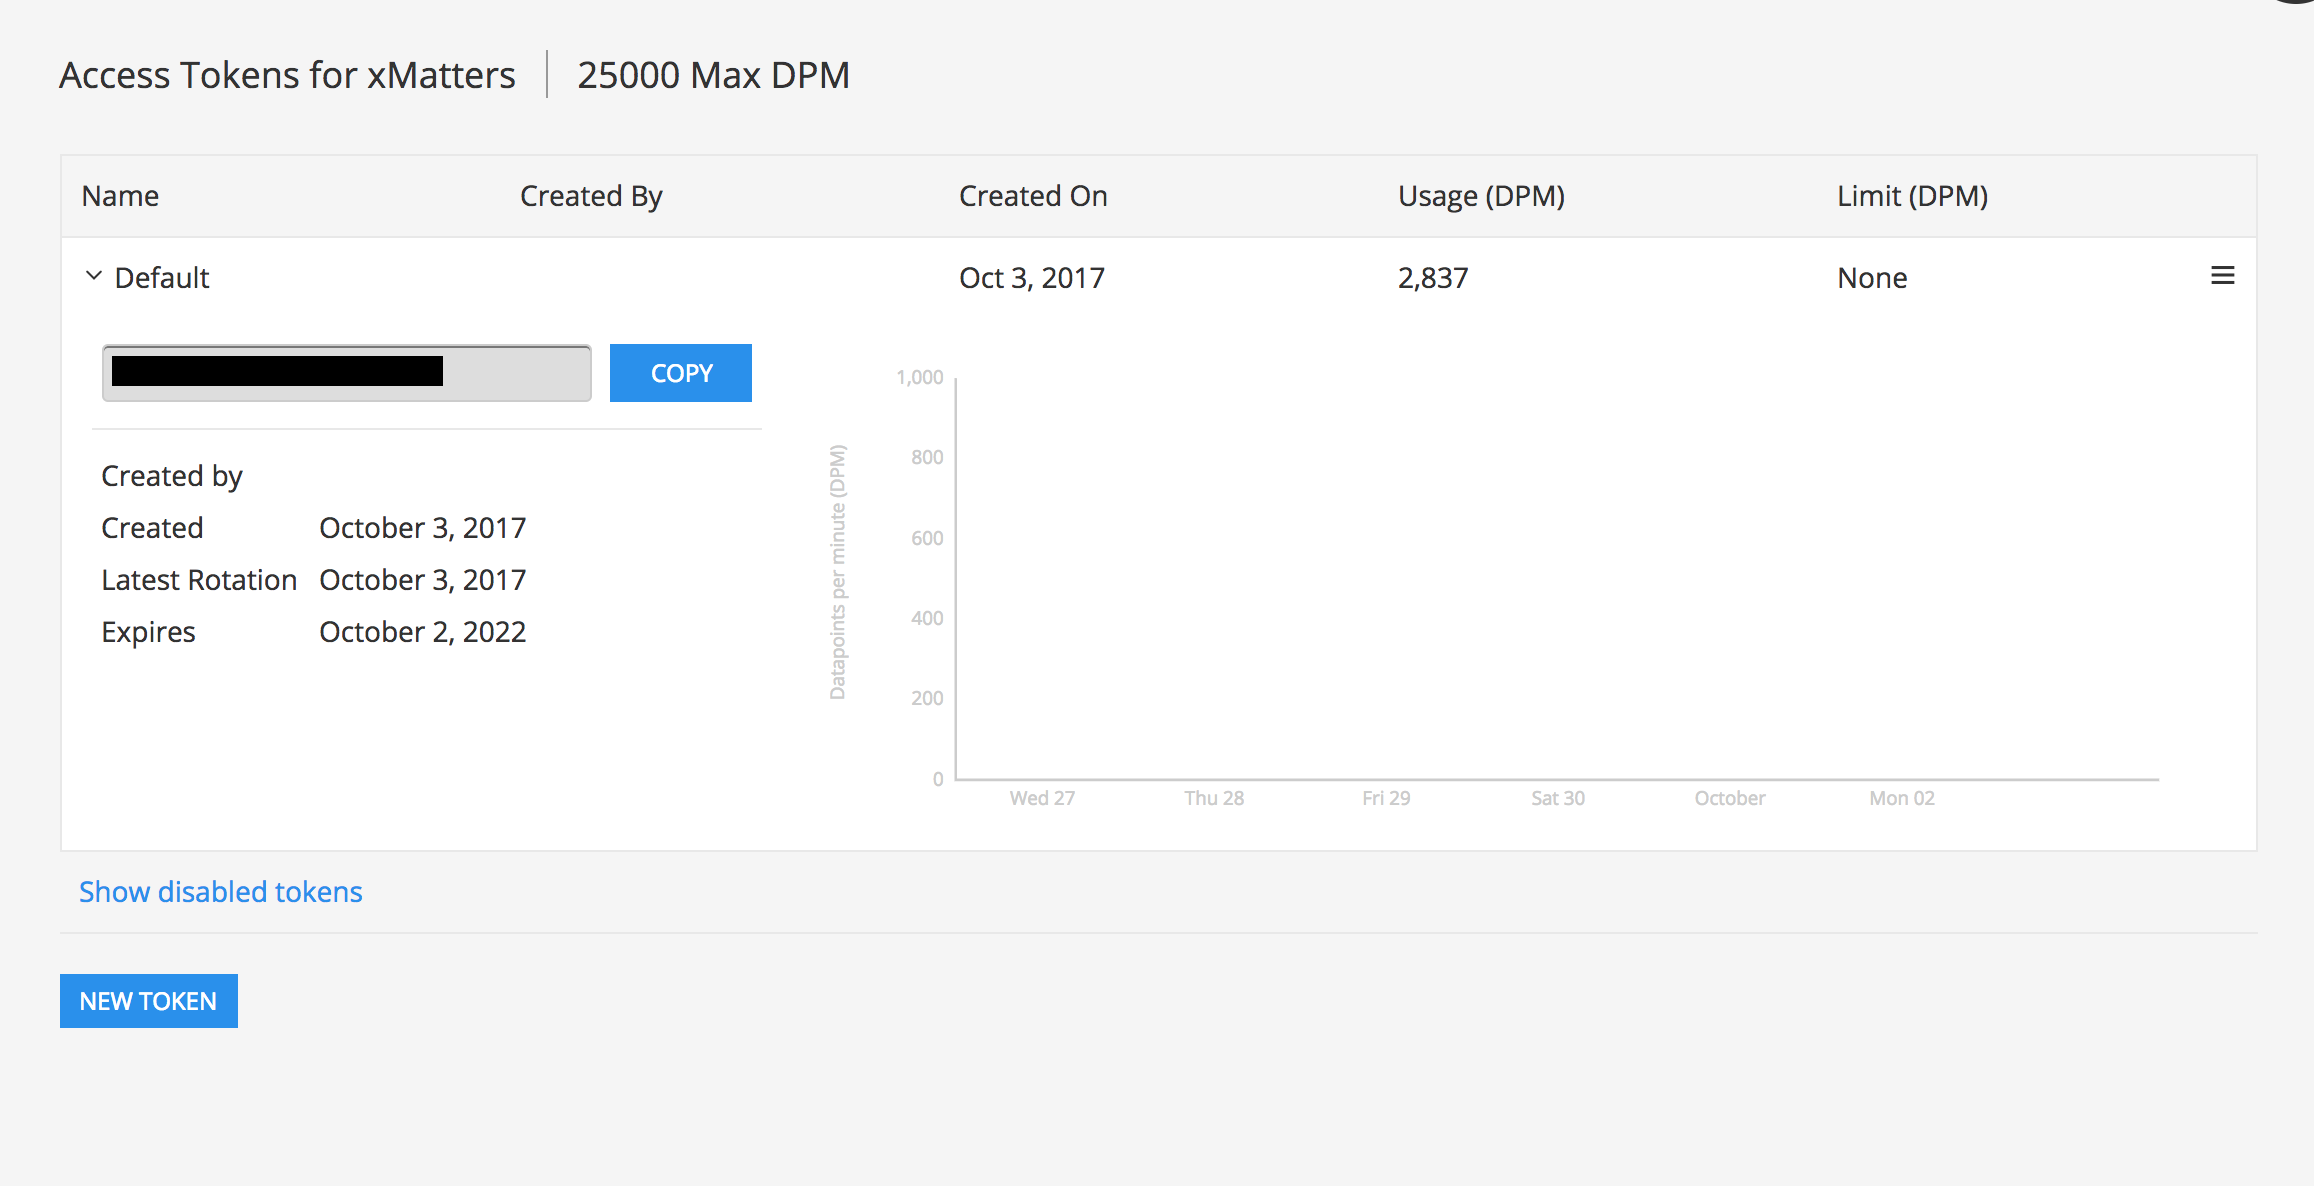 Access Tokens for xMatters 25000 Max DPM
Name Created By Created On Usage (DPM) Limit (DPM)
Default Oct 3, 2017 2,837 None
COPY
Created by
Created October 3, 2017
Latest Rotation October 3, 2017
Expires October 2, 2022
Datapoints per minute (DPM)
1,000
800
600
400
200
0
Wed 27 Thu 28 Fri 29 Sat 30 October Mon 02
Show disabled tokens
NEW TOKEN